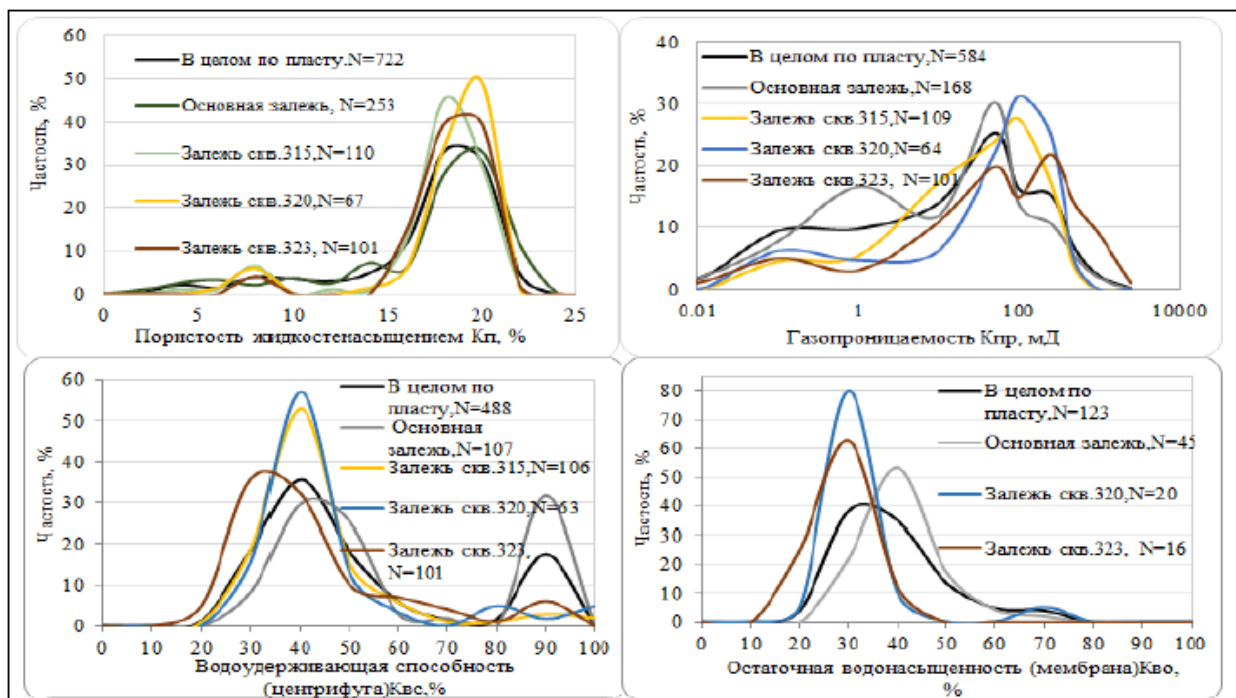 60
50
40
30
20
10
0
Частость, %
В целом по пласту.N=722
Основная залежь, N=253
Залежь скв.315,N=110
Залежь скв.320,N=67
Залежь скв.323, N=101
0 5 10 15 20 25
Пористость жидкостенасыщением Кп, %
40
30
20
10
0
Частость, %
В целом по пласту,N=584
Основная залежь,N=168
Залежь скв.315,N=109
Залежь скв.320,N=64
Залежь скв.323, N=101
0.01 1 100 10000
Газопроницаемость Кпр, мД
60
50
40
30
20
10
0
Частость, %
В целом по
пласту,N=488
Основная
залежь,N=107
Залежь скв.315,N=106
Залежь скв.320,N=63
Залежь скв.323,
N=101
0 10 20 30 40 50 60 70 80 90 100
Водоудерживающая способность
(центрифуга)Квс,%
80
70
60
50
40
30
20
10
0
Частость, %
В целом по
пласту,N=123
Основная залежь,N=45
Залежь скв.320,N=20
Залежь скв.323, N=16
0 10 20 30 40 50 60 70 80 90 100
Остаточная водонасыщенность (мембрана)Кво,
%